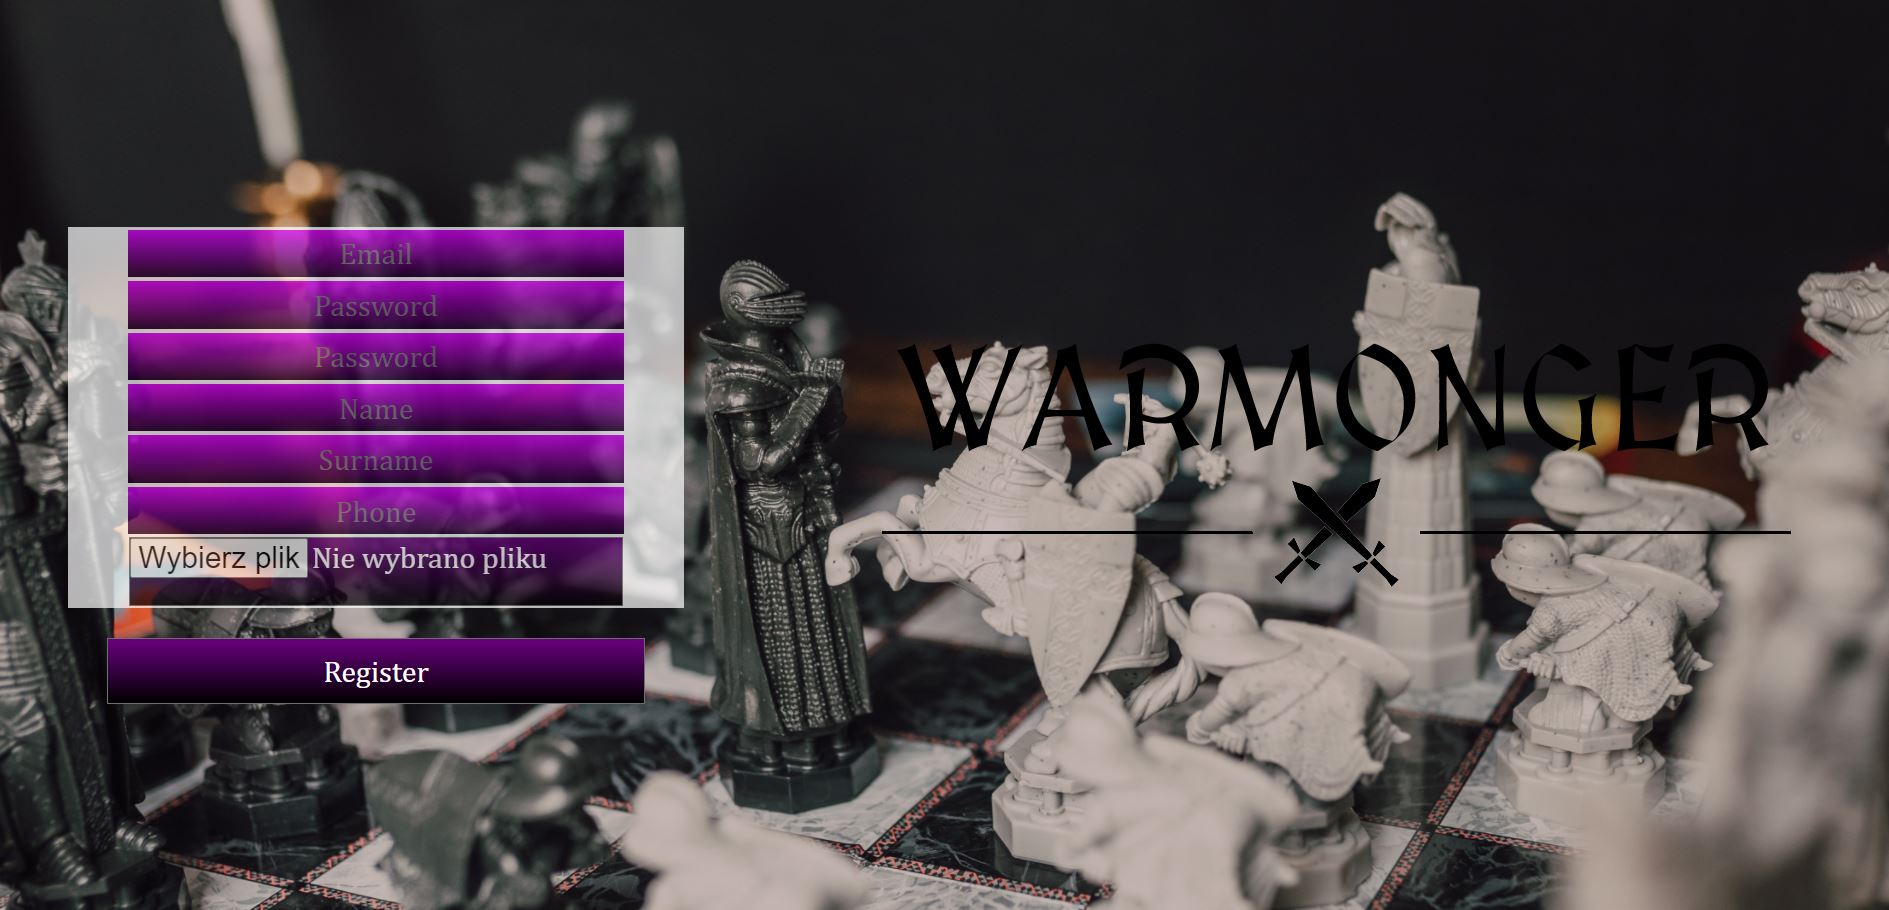 Email
Password
Password
Name
Surname
Phone
Wybierz plik Nie wybrano pliku
Register
WARMONGER